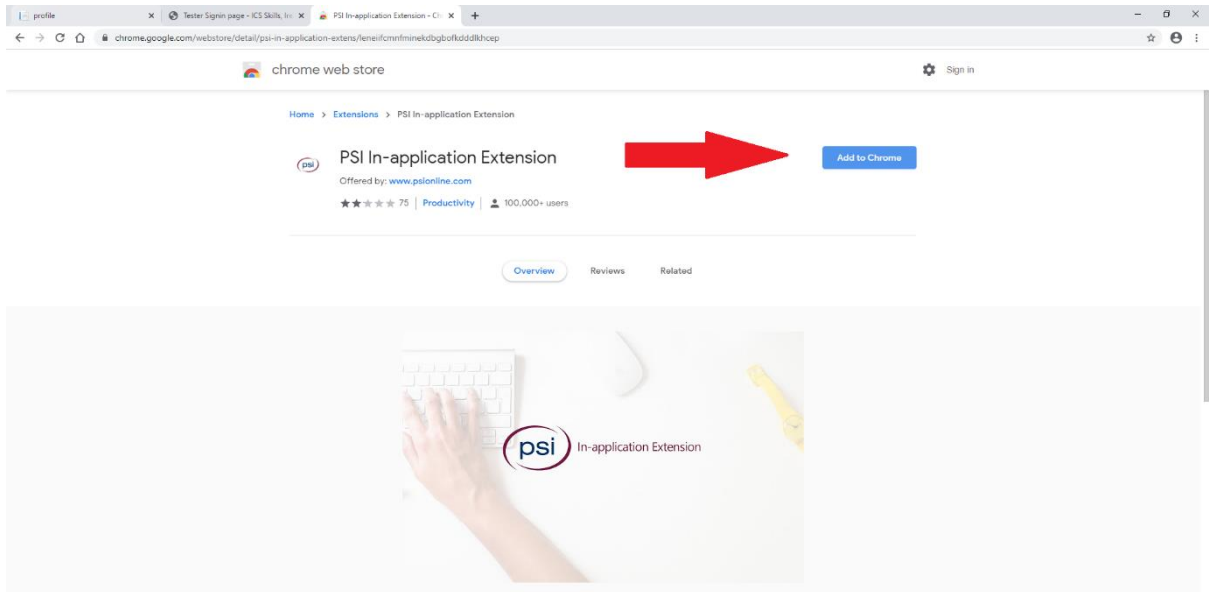 profile
Tester Signin page - ICS Skills, Ire
PSI In-application Extension - Ch
chrome.google.com/webstore/detail/psi-in-application-extens/leneiifcmnfminekdbgbofkdddlkhcep
chrome web store
Sign in
Home > Extensions > PSI In-application Extension
psi
PSI In-application Extension
Add to Chrome
Offered by: www.psionline.com
75 | Productivity | 100,000+ users
Overview Reviews Related
psi In-application Extension